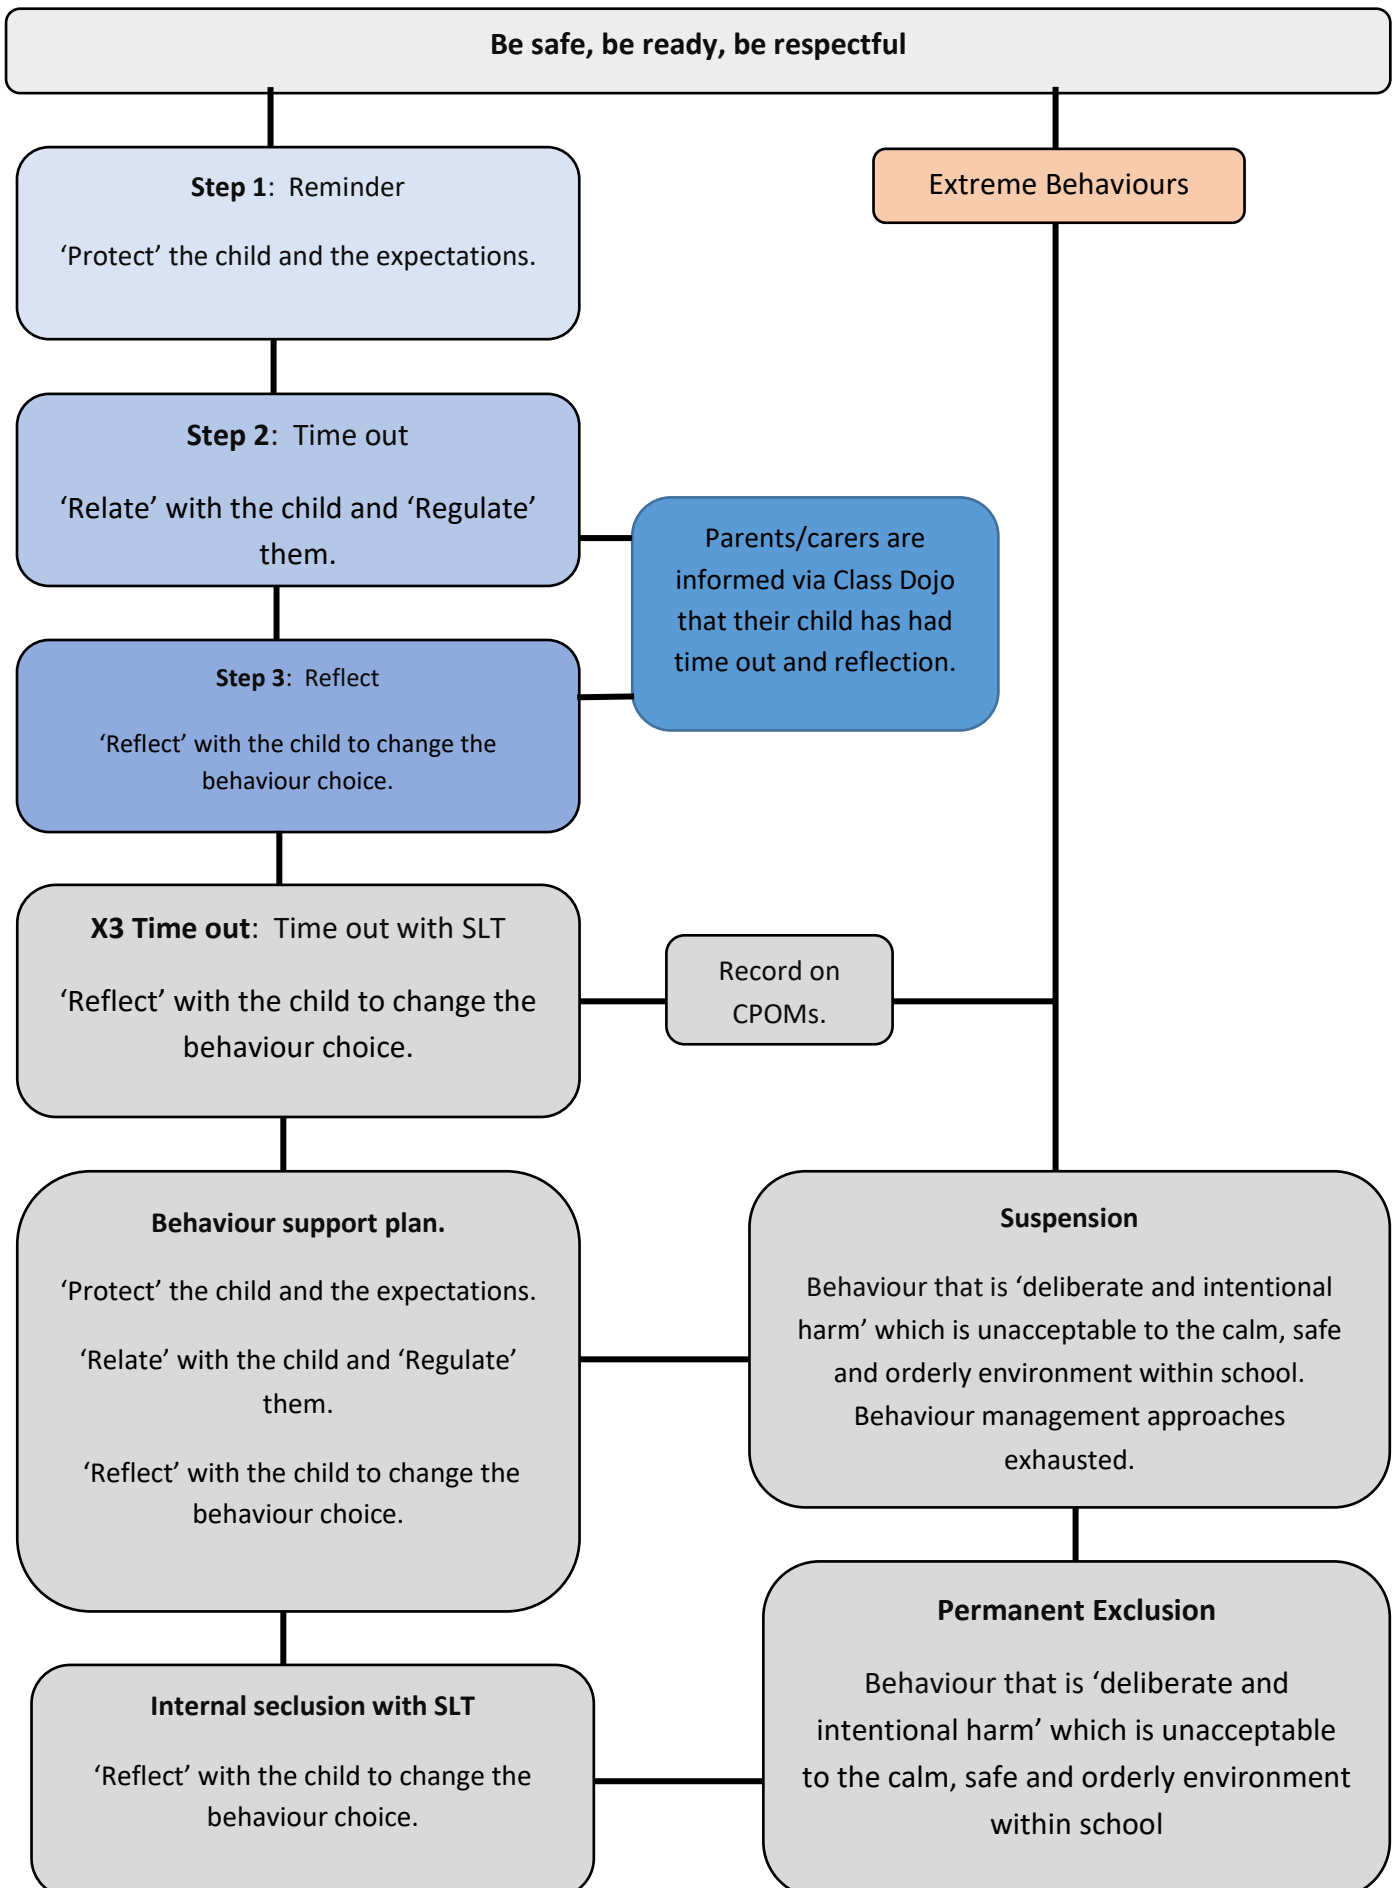 Be safe, be ready, be respectful
Step 1:  Reminder
‘Protect’ the child and the expectations.
Extreme Behaviours
Step 2:  Time out
‘Relate’ with the child and ‘Regulate’
them.
Parents/carers are
informed via Class Dojo
that their child has had
time out and reflection.
Step 3:  Reflect
‘Reflect’ with the child to change the
behaviour choice.
X3 Time out:  Time out with SLT
‘Reflect’ with the child to change the
behaviour choice.
Record on
CPOMs.
Behaviour support plan.
‘Protect’ the child and the expectations.
‘Relate’ with the child and ‘Regulate’
them.
‘Reflect’ with the child to change the
behaviour choice.
Suspension
Behaviour that is ‘deliberate and intentional
harm’ which is unacceptable to the calm, safe
and orderly environment within school.
Behaviour management approaches
exhausted.
Internal seclusion with SLT
‘Reflect’ with the child to change the
behaviour choice.
Permanent Exclusion
Behaviour that is ‘deliberate and
intentional harm’ which is unacceptable
to the calm, safe and orderly environment
within school